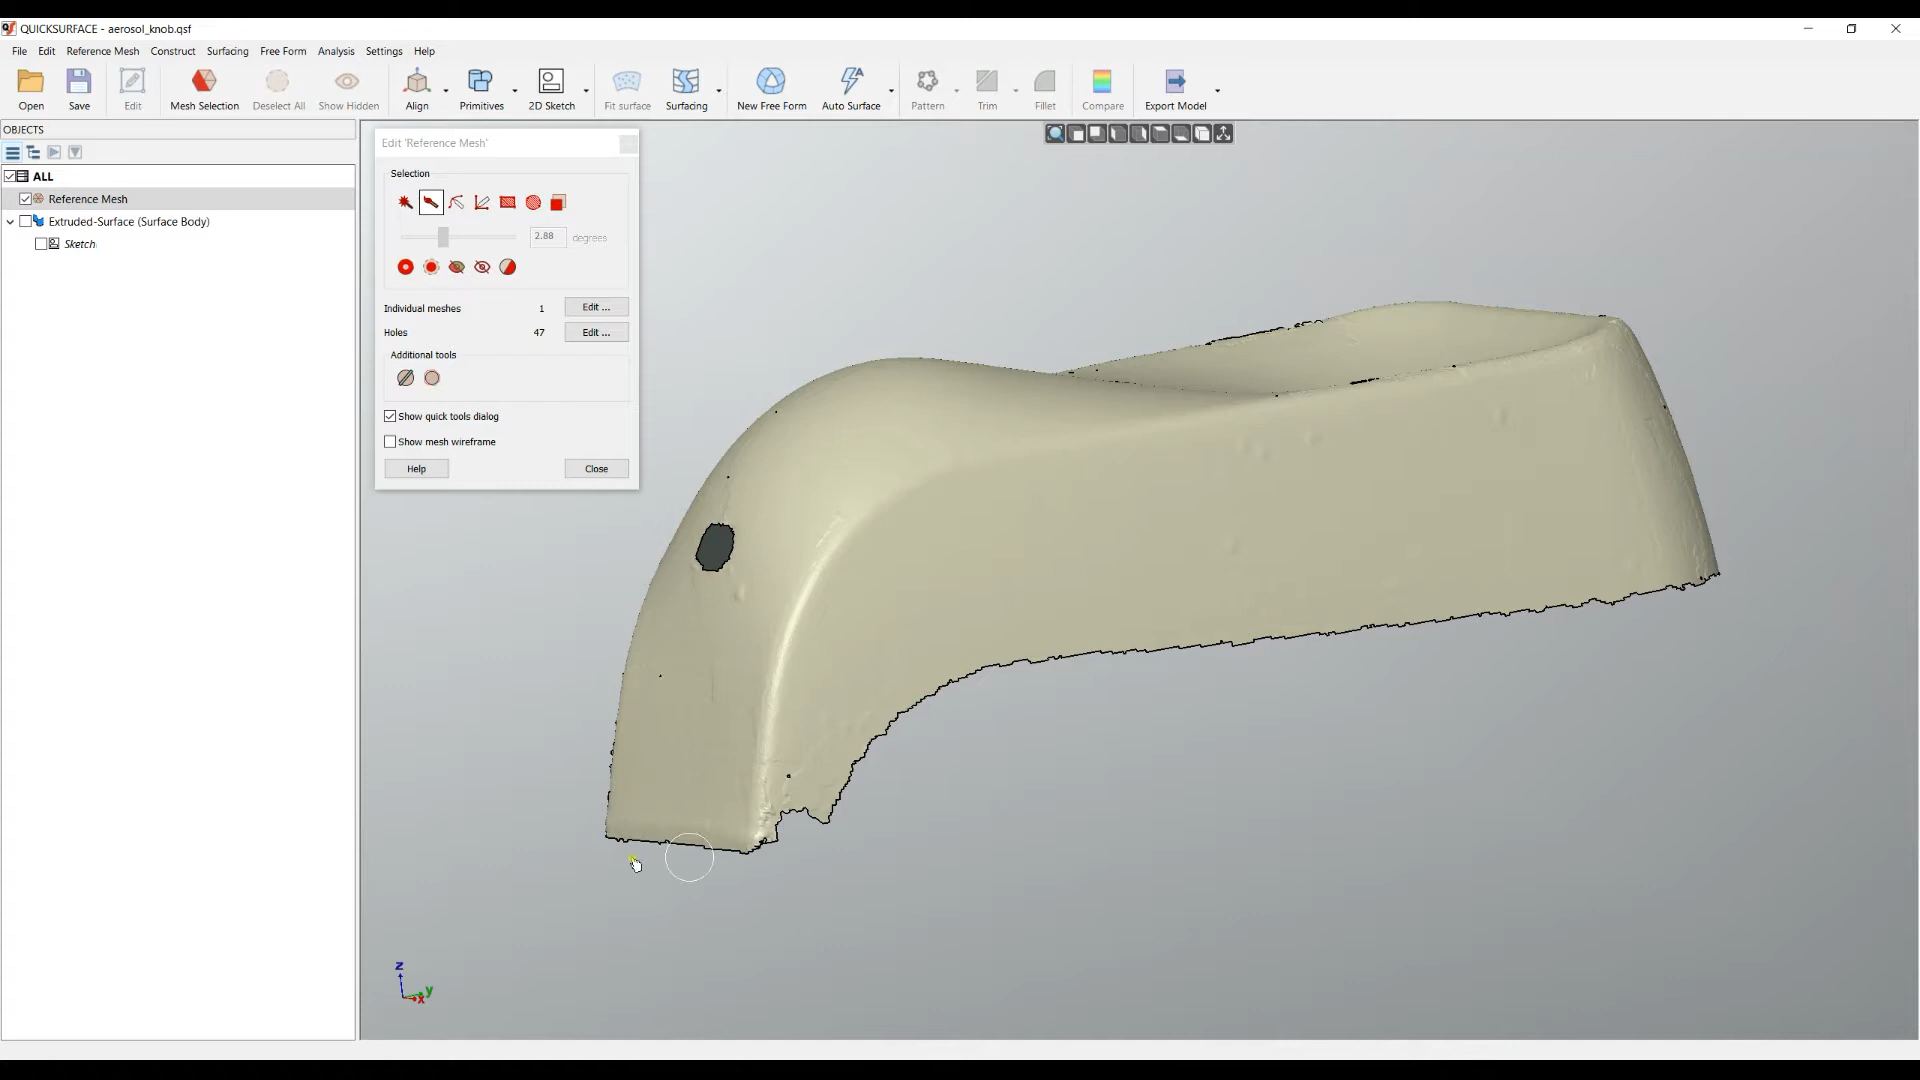 QUICKSURFACE - aerosol_knob.qsf
File Edit Reference Mesh Construct Surfacing Free Form Analysis Settings Help
Open Save Edit Mesh Selection Deselect All Show Hidden Align Primitives 2D Sketch Fit surface Surfacing New Free Form Auto Surface Pattern Trim Fillet Compare Export Model
OBJECTS
ALL
Reference Mesh
Extruded-Surface (Surface Body)
Sketch
Edit 'Reference Mesh'
Selection
2.88 degrees
Individual meshes 1 Edit ...
Holes 47 Edit ...
Additional tools
Show quick tools dialog
Show mesh wireframe
Help Close
z
y
x